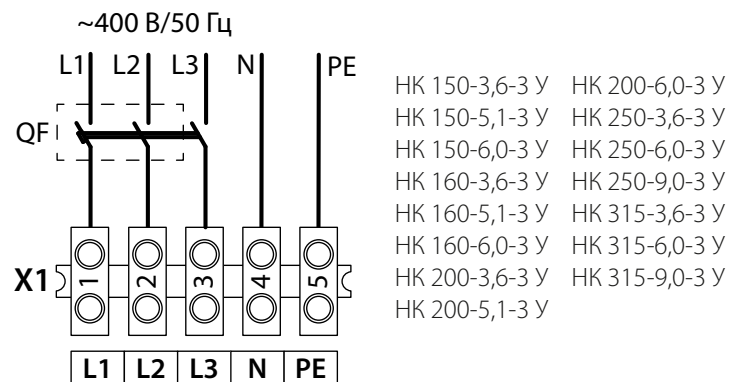 ~400 В/50 Гц
L1 L2 L3 N PE
QF
X1 1 2 3 4 5
L1 L2 L3 N PE
НК 150-3,6-3 У
НК 150-5,1-3 У
НК 150-6,0-3 У
НК 160-3,6-3 У
НК 160-5,1-3 У
НК 160-6,0-3 У
НК 200-3,6-3 У
НК 200-5,1-3 У
НК 200-6,0-3 У
НК 250-3,6-3 У
НК 250-6,0-3 У
НК 250-9,0-3 У
НК 315-3,6-3 У
НК 315-6,0-3 У
НК 315-9,0-3 У